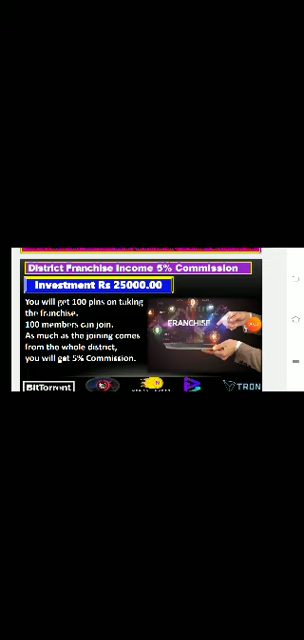 District Franchise Income 5% Commission
Investment Rs 25000.00
You will get 100 pins on taking
the franchise.
100 members can join.
As much as the joining comes
from the whole district,
you will get 5% Commission.
FRANCHISE
BitTorrent
TRON